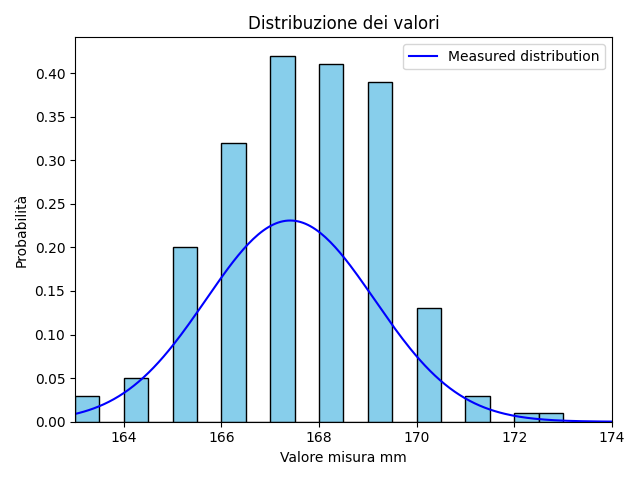 Distribuzione dei valori
Measured distribution
0.40
0.35
0.30
0.25
0.20
0.15
0.10
0.05
0.00
Probabilità
164 166 168 170 172 174
Valore misura mm